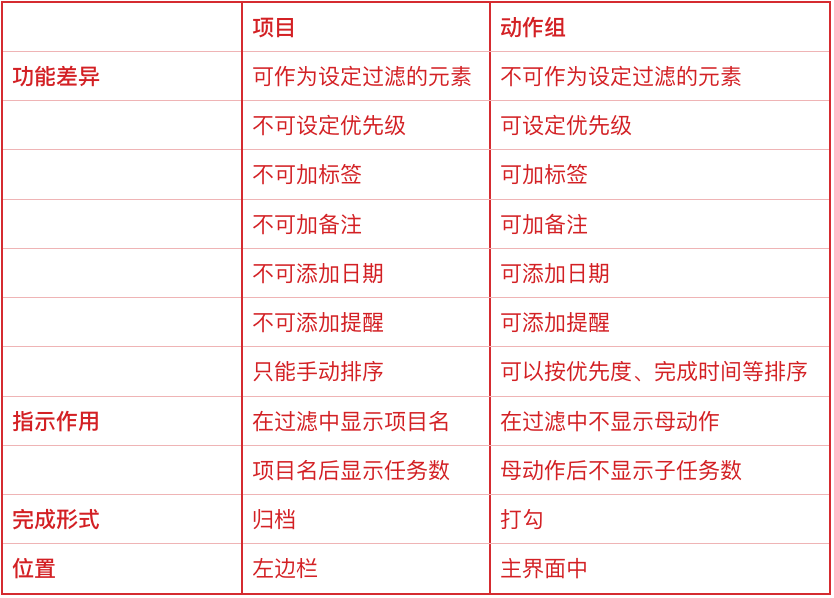 项目 动作组
功能差异 可作为设定过滤的元素 不可作为设定过滤的元素
不可设定优先级 可设定优先级
不可加标签 可加标签
不可加备注 可加备注
不可添加日期 可添加日期
不可添加提醒 可添加提醒
只能手动排序 可以按优先度、完成时间等排序
指示作用 在过滤中显示项目名 在过滤中不显示母动作
项目名后显示任务数 母动作后不显示子任务数
完成形式 归档 打勾
位置 左边栏 主界面中